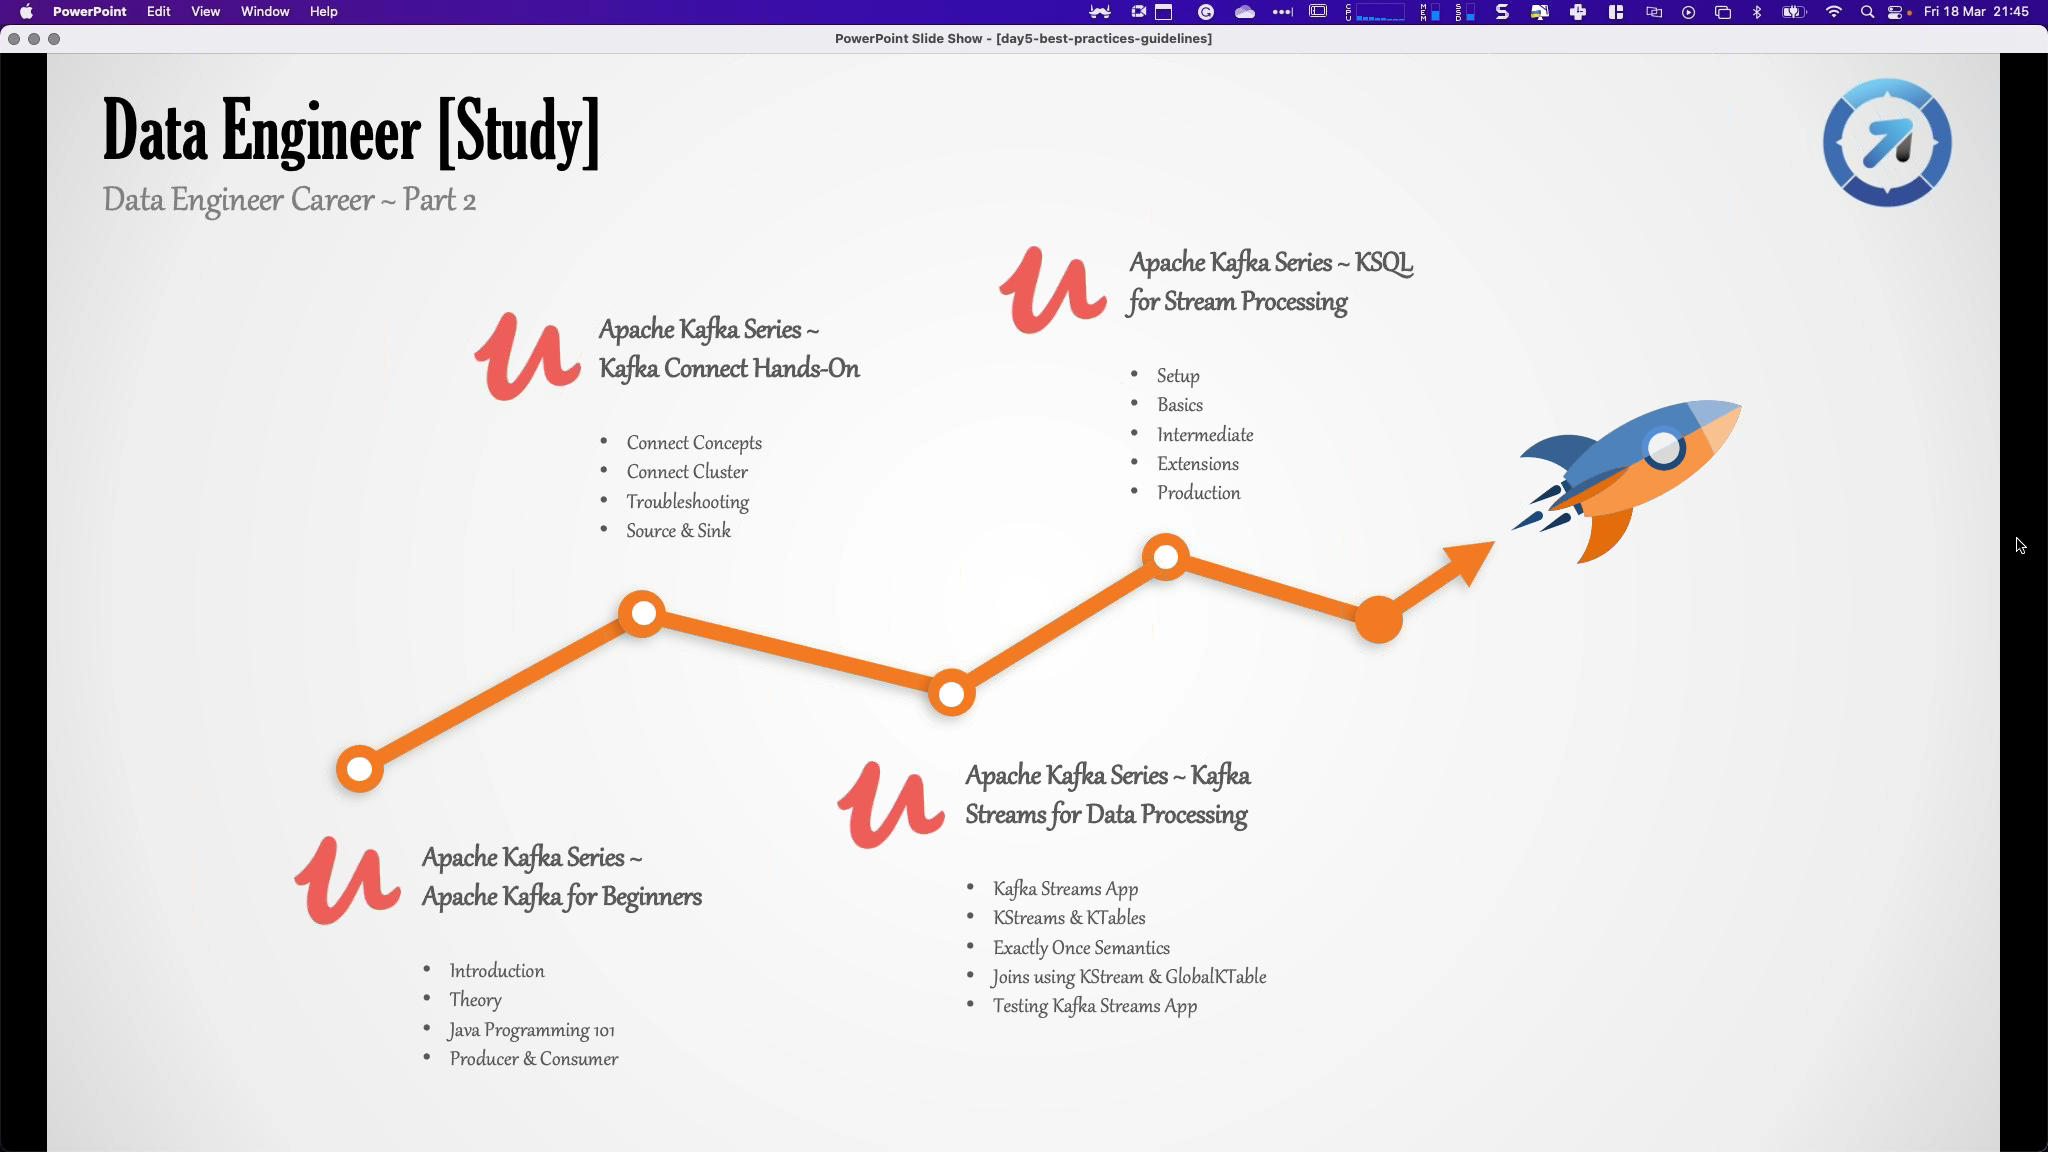 PowerPoint Edit View Window Help
Fri 18 Mar 21:45
PowerPoint Slide Show - [day5-best-practices-guidelines]
Data Engineer [Study]
Data Engineer Career ~ Part 2
Apache Kafka Series ~
Kafka Connect Hands-On
• Connect Concepts
• Connect Cluster
• Troubleshooting
• Source & Sink
Apache Kafka Series ~ KSQL
for Stream Processing
• Setup
• Basics
• Intermediate
• Extensions
• Production
Apache Kafka Series ~
Apache Kafka for Beginners
• Introduction
• Theory
• Java Programming 101
• Producer & Consumer
Apache Kafka Series ~ Kafka
Streams for Data Processing
• Kafka Streams App
• KStreams & KTables
• Exactly Once Semantics
• Joins using KStream & GlobalKTable
• Testing Kafka Streams App